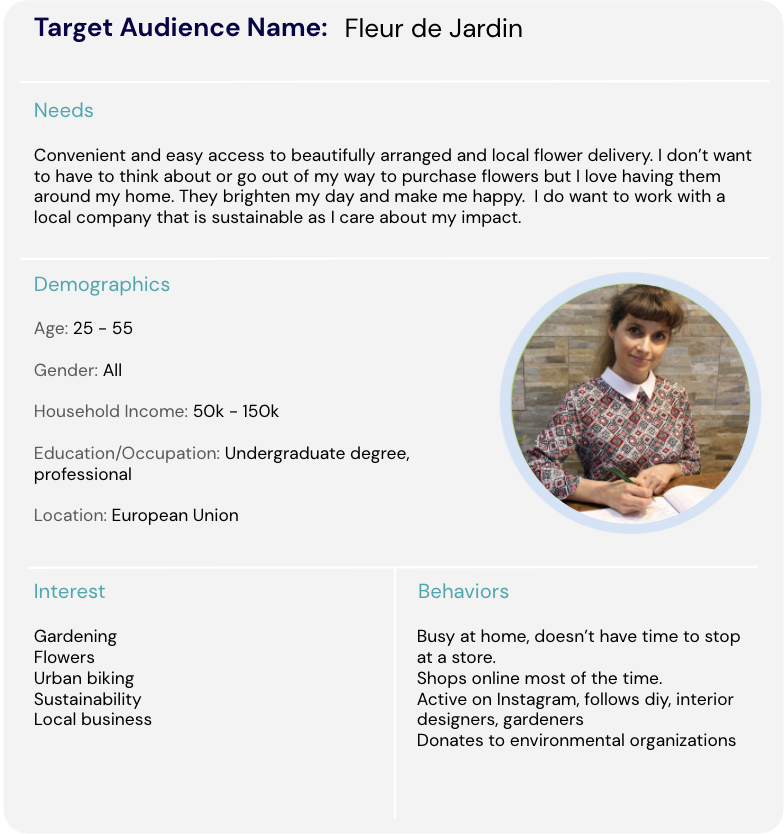 Target Audience Name: Fleur de Jardin
Needs
Convenient and easy access to beautifully arranged and local flower delivery. I don’t want
to have to think about or go out of my way to purchase flowers but I love having them
around my home. They brighten my day and make me happy.  I do want to work with a
local company that is sustainable as I care about my impact.
Demographics
Age: 25 - 55
Gender: All
Household Income: 50k - 150k
Education/Occupation: Undergraduate degree,
professional
Location: European Union
Interest
Gardening
Flowers
Urban biking
Sustainability
Local business
Behaviors
Busy at home, doesn’t have time to stop
at a store.
Shops online most of the time.
Active on Instagram, follows diy, interior
designers, gardeners
Donates to environmental organizations